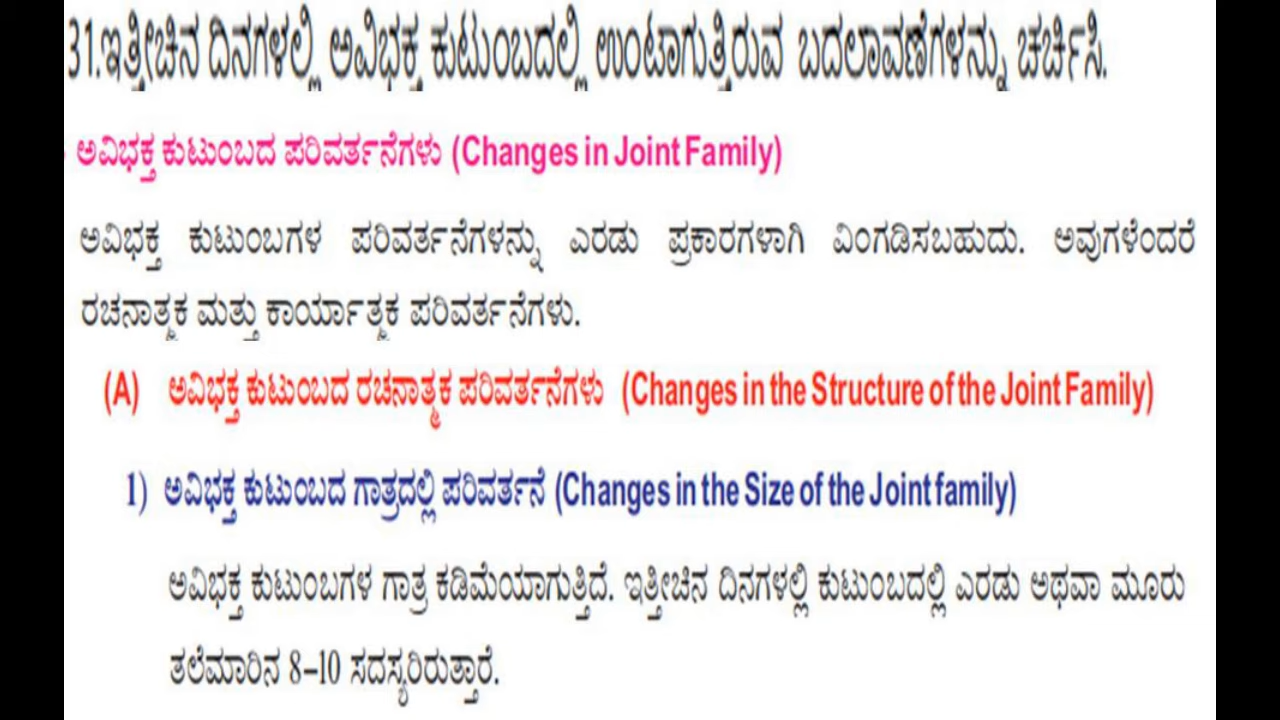 31.ಇತ್ತೀಚಿನ ದಿನಗಳಲ್ಲಿ ಅವಿಭಕ್ತ ಕುಟುಂಬದಲ್ಲಿ ಉಂಟಾಗುತ್ತಿರುವ ಬದಲಾವಣೆಗಳನ್ನು ಚರ್ಚಿಸಿ.
ಅವಿಭಕ್ತ ಕುಟುಂಬದ ಪರಿವರ್ತನೆಗಳು (Changes in Joint Family)
ಅವಿಭಕ್ತ ಕುಟುಂಬಗಳ ಪರಿವರ್ತನೆಗಳನ್ನು ಎರಡು ಪ್ರಕಾರಗಳಾಗಿ ವಿಂಗಡಿಸಬಹುದು. ಅವುಗಳೆಂದರೆ
ರಚನಾತ್ಮಕ ಮತ್ತು ಕಾರ್ಯಾತ್ಮಕ ಪರಿವರ್ತನೆಗಳು.
(A) ಅವಿಭಕ್ತ ಕುಟುಂಬದ ರಚನಾತ್ಮಕ ಪರಿವರ್ತನೆಗಳು (Changes in the Structure of the Joint Family)
1) ಅವಿಭಕ್ತ ಕುಟುಂಬದ ಗಾತ್ರದಲ್ಲಿ ಪರಿವರ್ತನೆ (Changes in the Size of the Joint family)
ಅವಿಭಕ್ತ ಕುಟುಂಬಗಳ ಗಾತ್ರ ಕಡಿಮೆಯಾಗುತ್ತಿದೆ. ಇತ್ತೀಚಿನ ದಿನಗಳಲ್ಲಿ ಕುಟುಂಬದಲ್ಲಿ ಎರಡು ಅಥವಾ ಮೂರು
ತಲೆಮಾರಿನ 8–10 ಸದಸ್ಯರಿರುತ್ತಾರೆ.